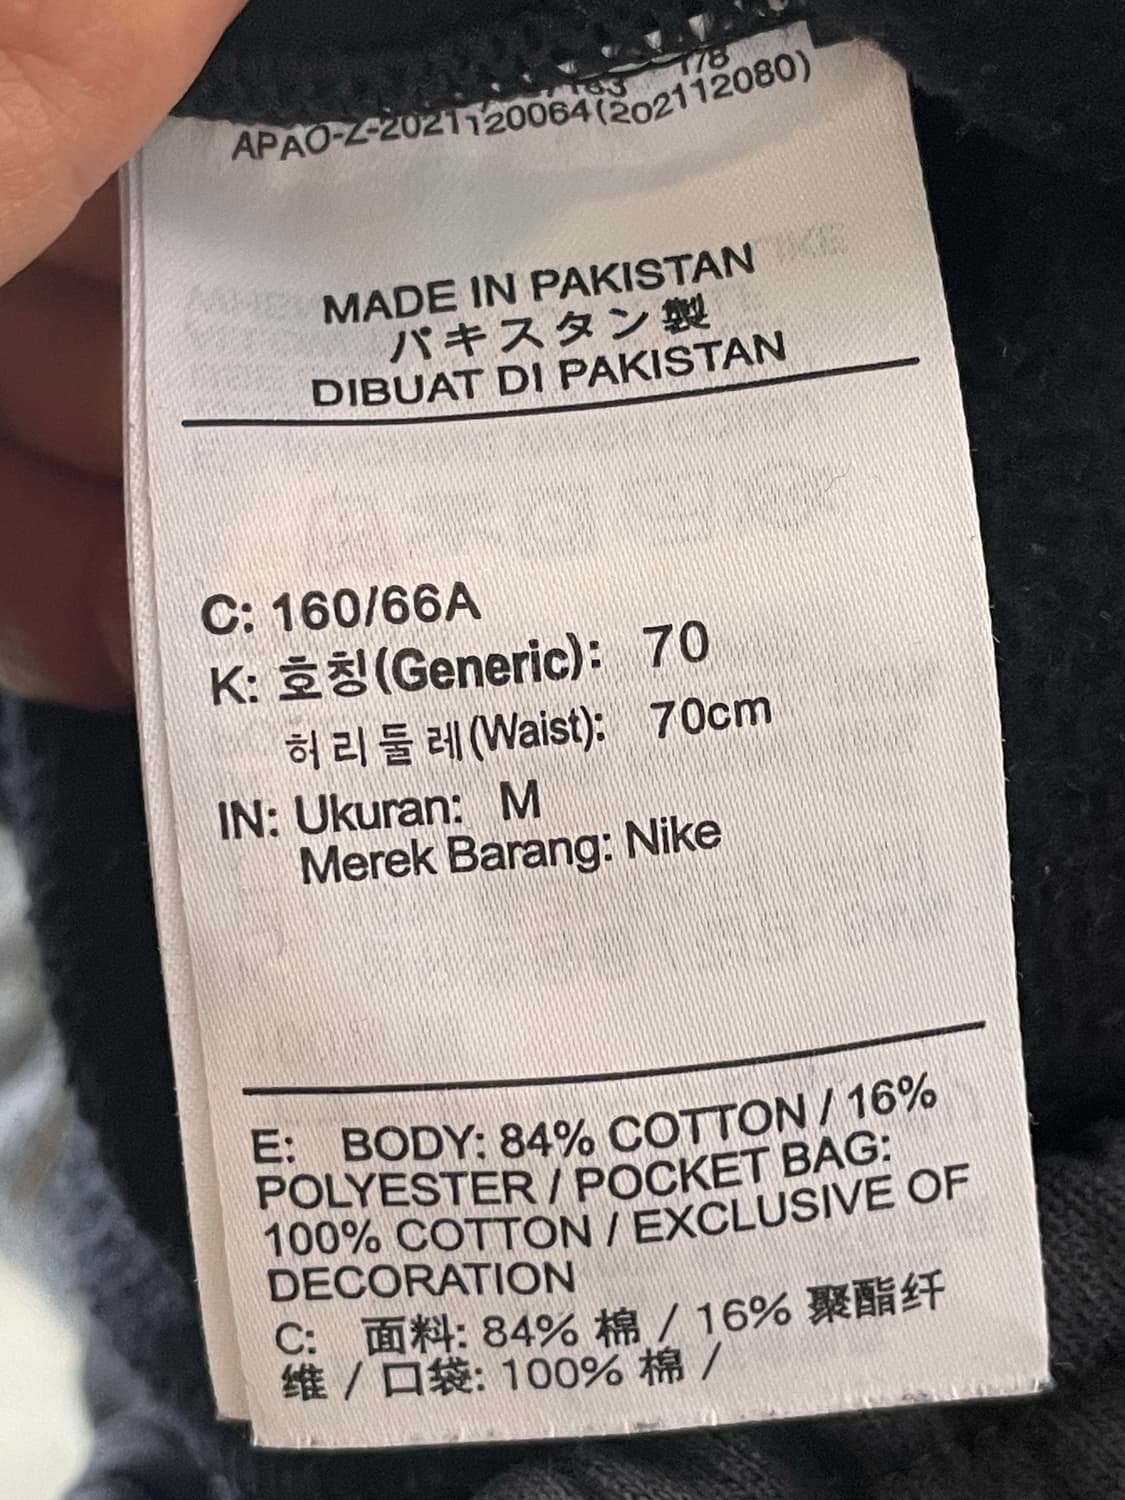 178
APAO-Z-2021120064(202112080)
MADE IN PAKISTAN
パキスタン製
DIBUAT DI PAKISTAN
C: 160/66A
K: 호칭(Generic): 70
허리둘레(Waist): 70cm
IN: Ukuran: M
Merek Barang: Nike
E: BODY: 84% COTTON / 16%
POLYESTER / POCKET BAG:
100% COTTON / EXCLUSIVE OF
DECORATION
C: 面料: 84% 棉 / 16% 聚酯纤
维 / 口袋: 100% 棉 /